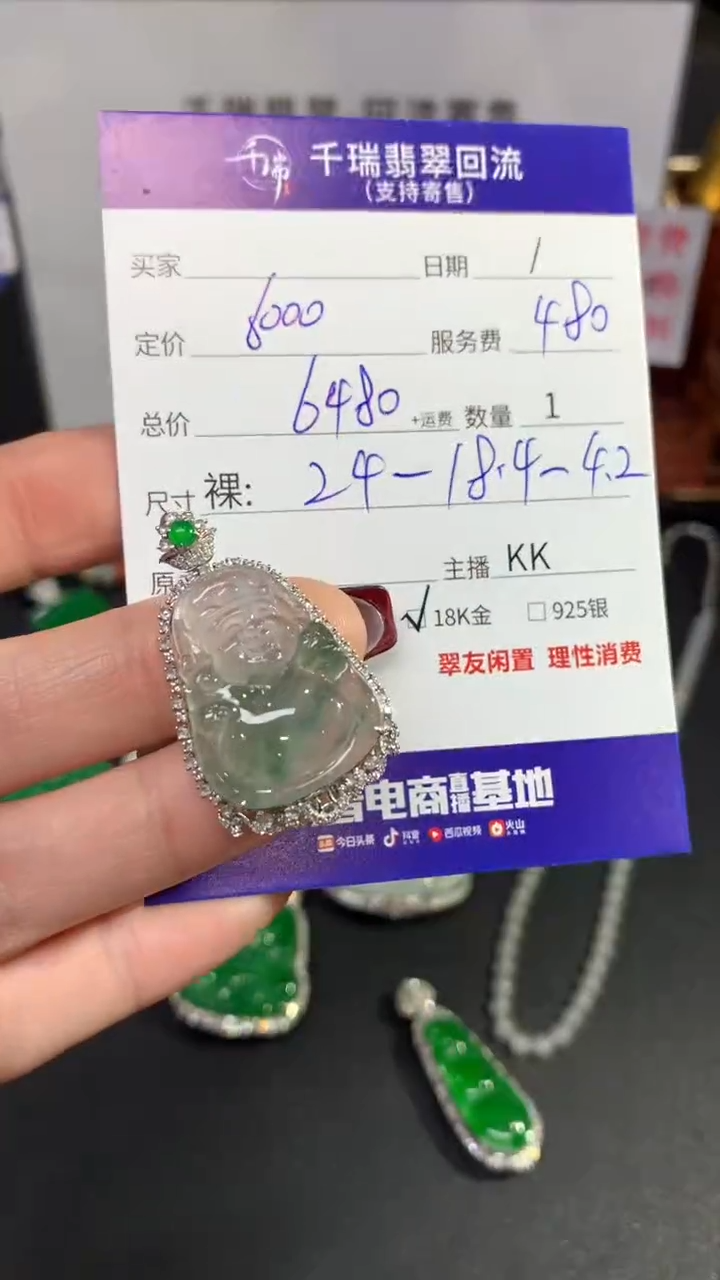 千瑞 千瑞翡翠回流
(支持寄售)
买家 日期 /
定价 6000 服务费 480
总价 6480 +运费 数量 1
尺寸 裸: 24-18.4-4.2
主播 KK
✓ 18K金 □ 925银
翠友闲置 理性消费
电商直播基地
今日头条 抖音 西瓜视频 火山